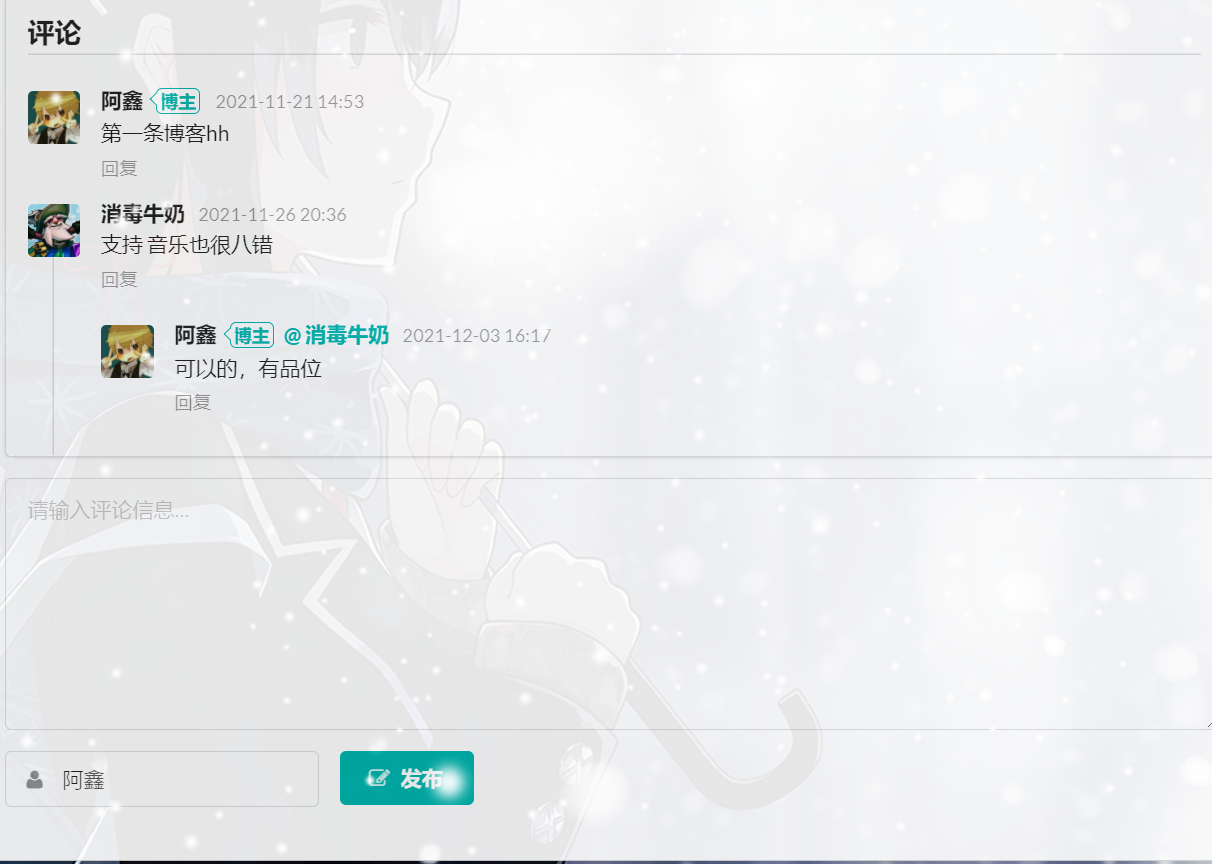 评论
阿鑫 博主 2021-11-21 14:53
第一条博客hh
回复
消毒牛奶 2021-11-26 20:36
支持 音乐也很八错
回复
阿鑫 博主 @ 消毒牛奶 2021-12-03 16:17
可以的，有品位
回复
请输入评论信息...
阿鑫
发布